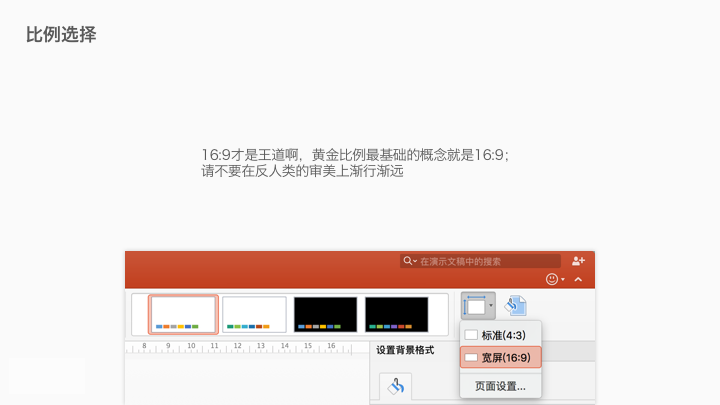 比例选择
16:9才是王道啊，黄金比例最基础的概念就是16:9；
请不要在反人类的审美上渐行渐远
在演示文稿中的搜索
标准(4:3)
8 9 10 11 12 13 14 15 16
设置背景格式
宽屏(16:9)
页面设置...